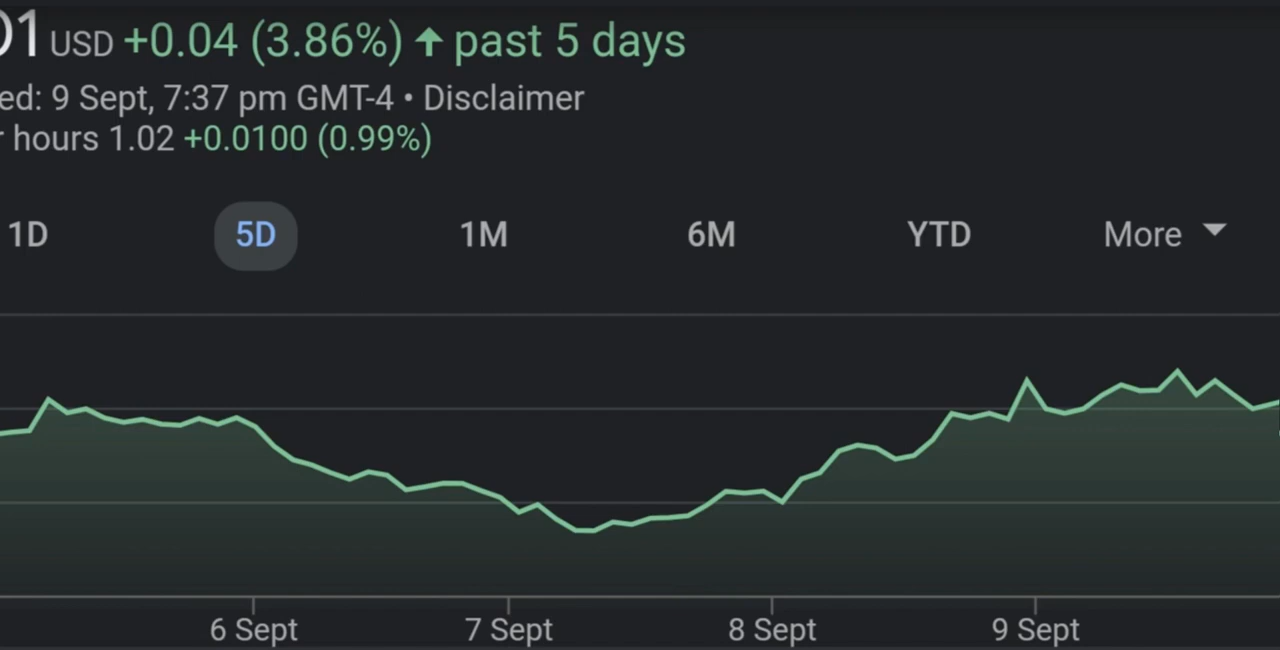 01 USD +0.04 (3.86%) ↑ past 5 days
ed: 9 Sept, 7:37 pm GMT-4 • Disclaimer
r hours 1.02 +0.0100 (0.99%)
1D 5D 1M 6M YTD More
6 Sept 7 Sept 8 Sept 9 Sept